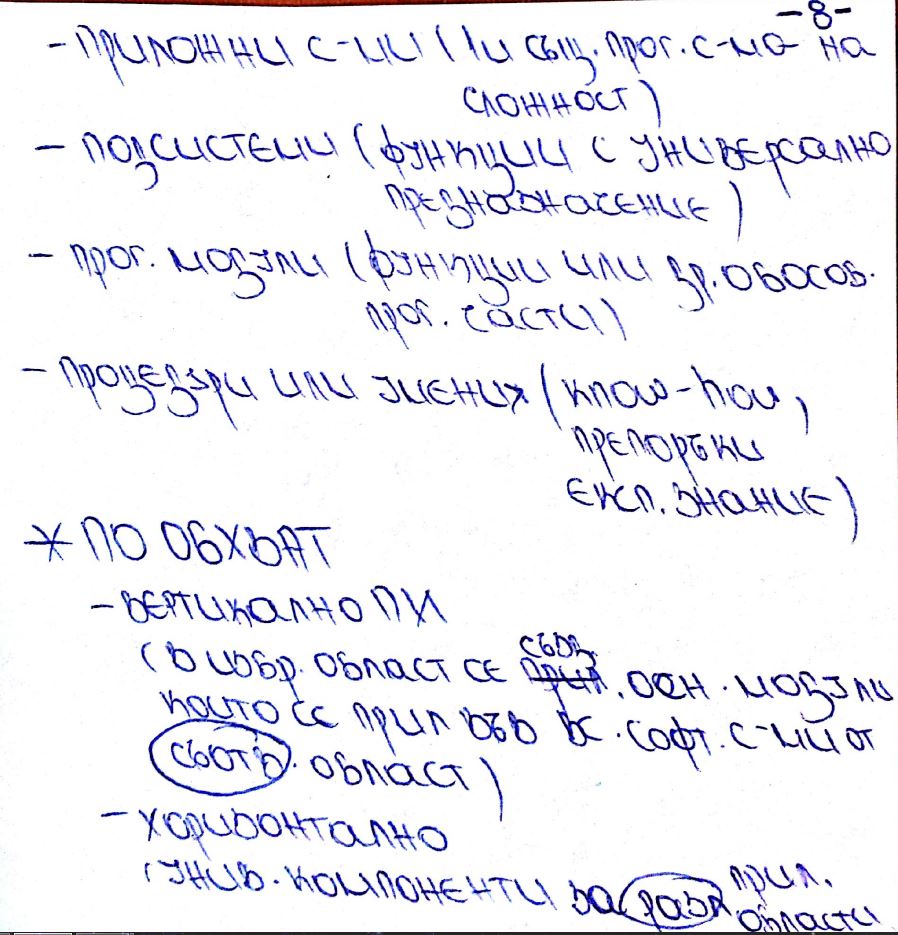 -8-
- ПРИЛОЖНИ С-МИ ( 1и същ. прог. с-ма на
сложност)
- ПОДСИСТЕМИ (ФУНКЦИИ С УНИВЕРСАЛНО
ПРЕДНАЗНАЧЕНИЕ)
- ПРОГ. МОДУЛИ (ФУНКЦИИ ИЛИ ДР. ОБОСОБ.
ПРОГ. ЧАСТИ)
- ПРОЦЕДУРИ ИЛИ УМЕНИЯ (KNOW-HOW,
ПРЕПОРЪКИ
ЕКСП. ЗНАНИЕ)
* ПО ОБХВАТ
- ВЕРТИКАЛНО ПИ
(В ИЗБР. ОБЛАСТ СЕ СЪЗД. ОСН. МОДУЛИ
КОИТО СЕ ПРИЛ ВЪВ ВС. СОФТ. С-МИ ОТ
СЪОТВ. ОБЛАСТ)
- ХОРИЗОНТАЛНО
(УНИВ. КОМПОНЕНТИ ЗА РАЗЛ ПРИЛ.
ОБЛАСТИ